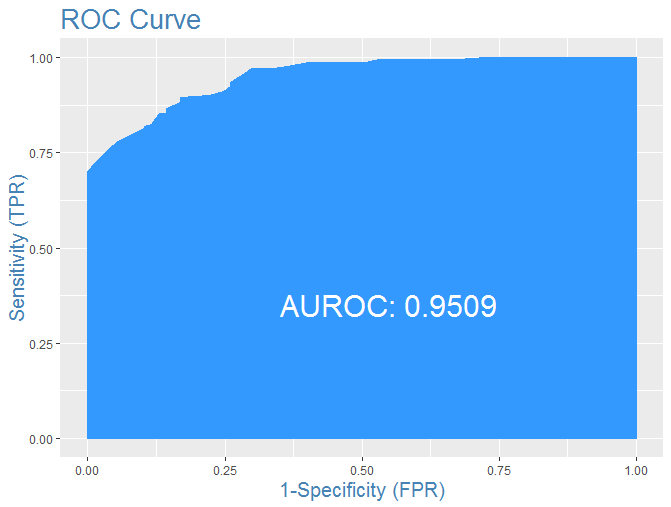 ROC Curve
1.00
0.75
0.50
0.25
0.00
Sensitivity (TPR)
AUROC: 0.9509
0.00
0.25
0.50
0.75
1.00
1-Specificity (FPR)